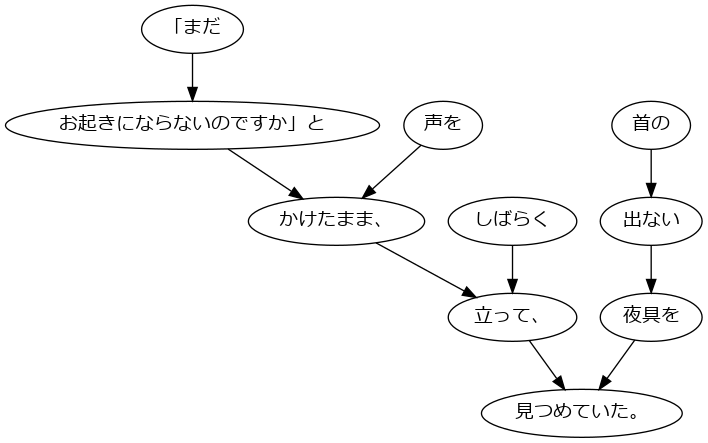 「まだ
お起きにならないのですか」と
声を
首の
かけたまま、
しばらく
出ない
立って、
夜具を
見つめていた。